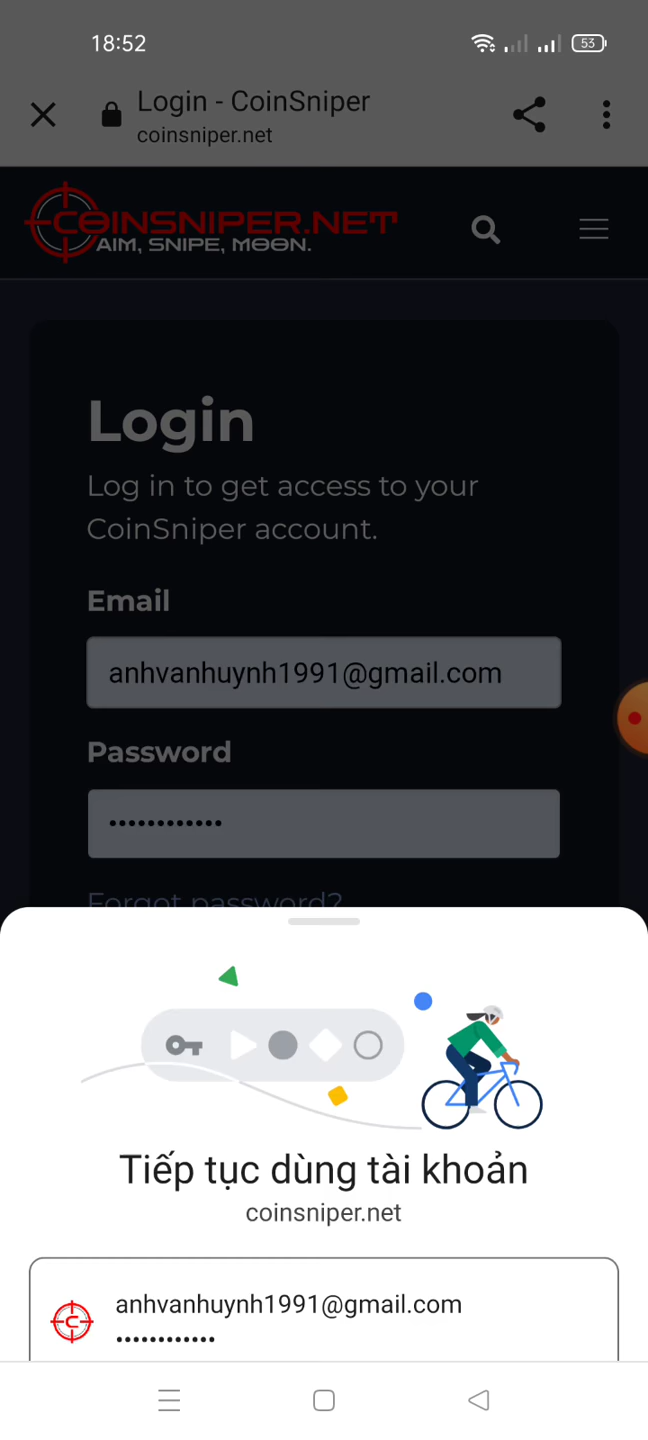 18:52
53
Login - CoinSniper
coinsniper.net
COINSNIPER.NET
AIM, SNIPE, MOON.
Login
Log in to get access to your
CoinSniper account.
Email
anhvanhuynh1991@gmail.com
Password
••••••••••••
Forgot password?
Tiếp tục dùng tài khoản
coinsniper.net
C
anhvanhuynh1991@gmail.com
••••••••••••